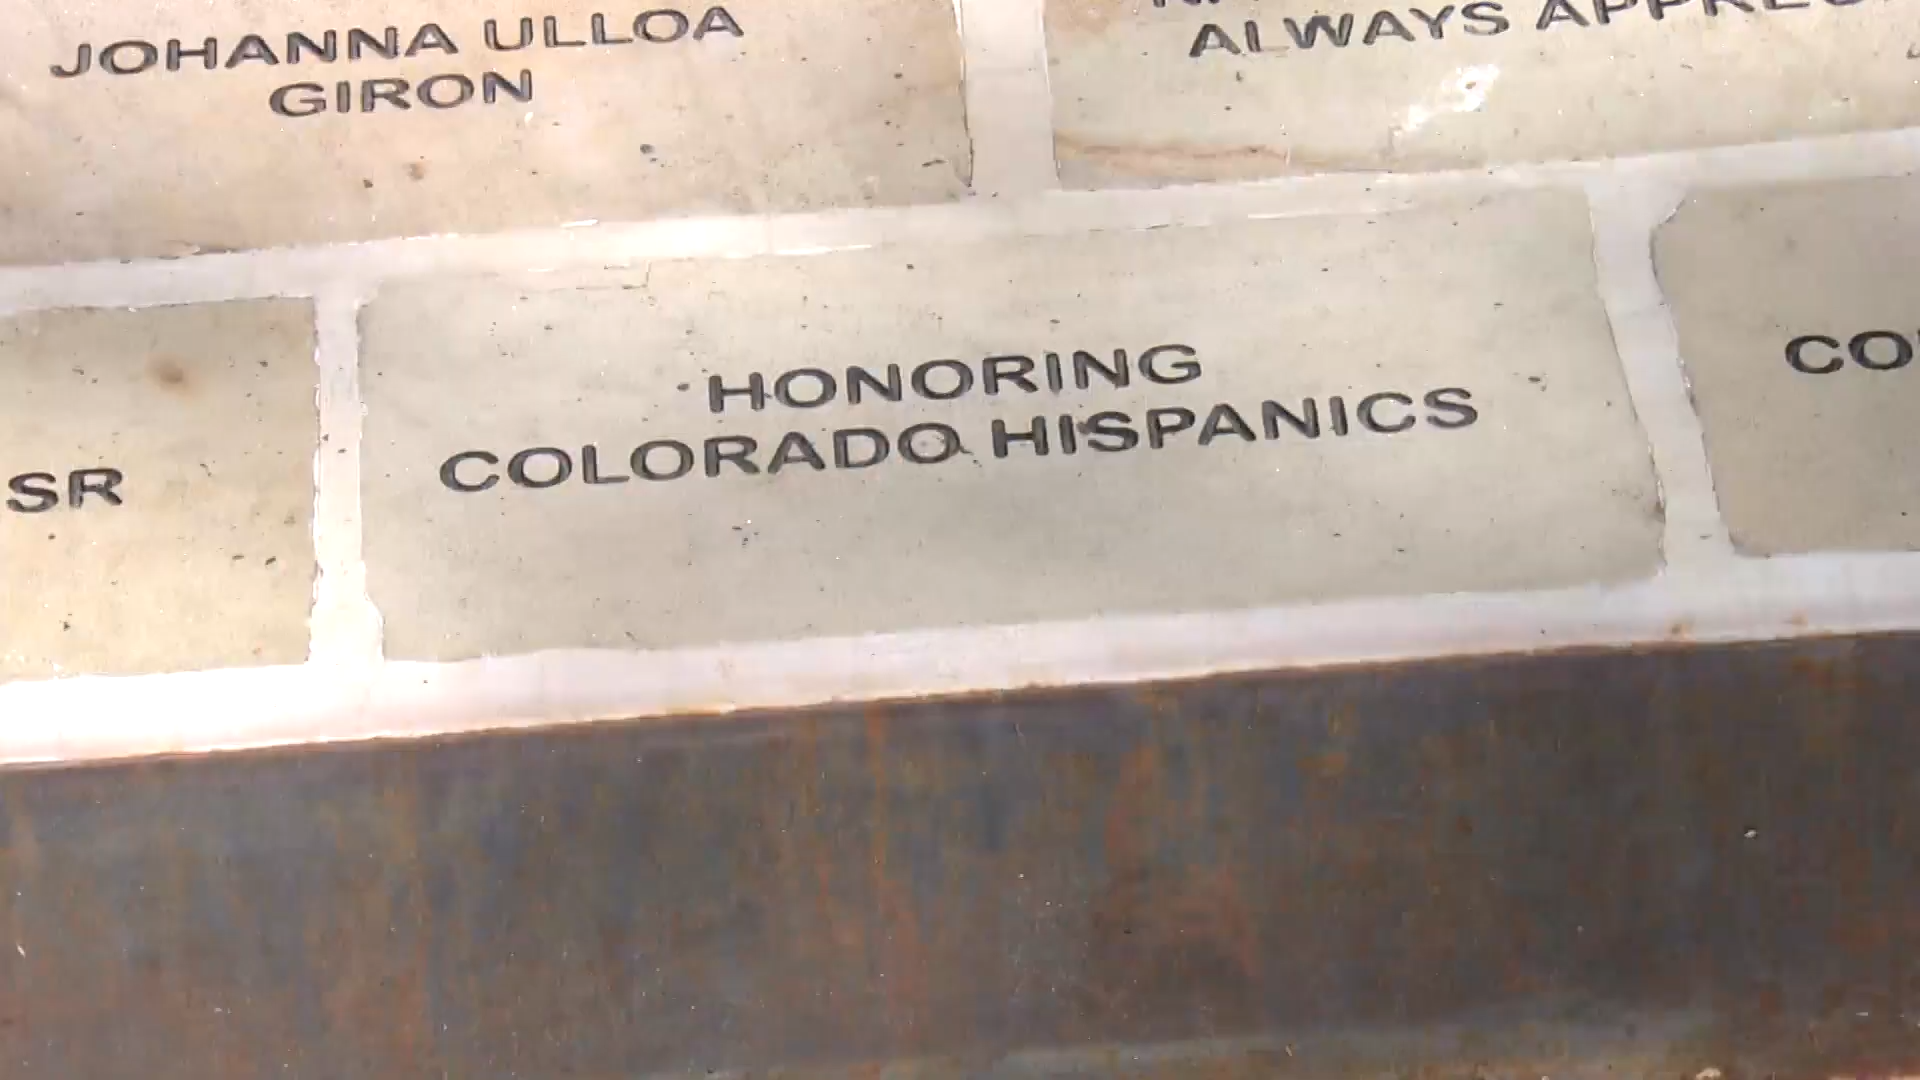 JOHANNA ULLOA
GIRON
ALWAYS
SR
HONORING
COLORADO HISPANICS